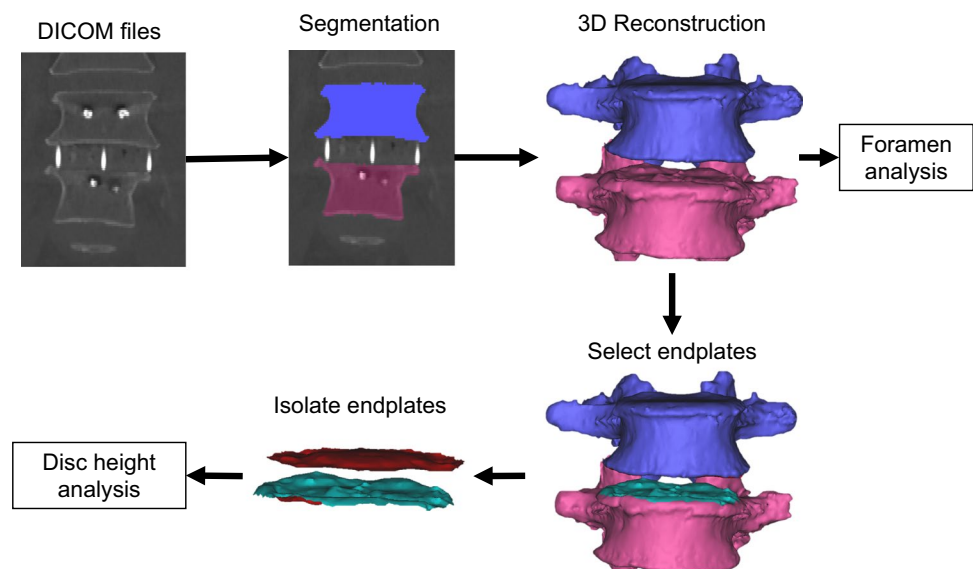 DICOM files
Segmentation
3D Reconstruction
Foramen
analysis
Select endplates
Isolate endplates
Disc height
analysis